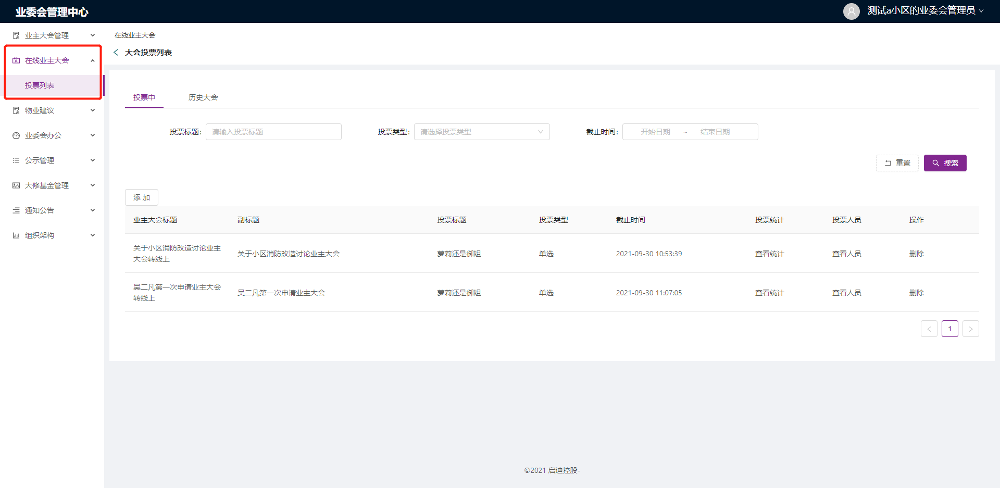 业委会管理中心
测试a小区的业委会管理员
业主大会管理
在线业主大会
投票列表
物业建议
业委会办公
公示管理
大修基金管理
通知公告
组织架构
在线业主大会
大会投票列表
投票中
历史大会
投票标题:
请输入投票标题
投票类型:
请选择投票类型
截止时间:
开始日期 ~ 结束日期
重置
搜索
添 加
业主大会标题 副标题 投票标题 投票类型 截止时间 投票统计 投票人员 操作
关于小区消防改造讨论业主
大会转线上
关于小区消防改造讨论业主大会 萝莉还是御姐 单选 2021-09-30 10:53:39 查看统计 查看人员 删除
吴二凡第一次申请业主大会
转线上
吴二凡第一次申请业主大会 萝莉还是御姐 单选 2021-09-30 11:07:05 查看统计 查看人员 删除
< 1 >
©2021 启迪控股-